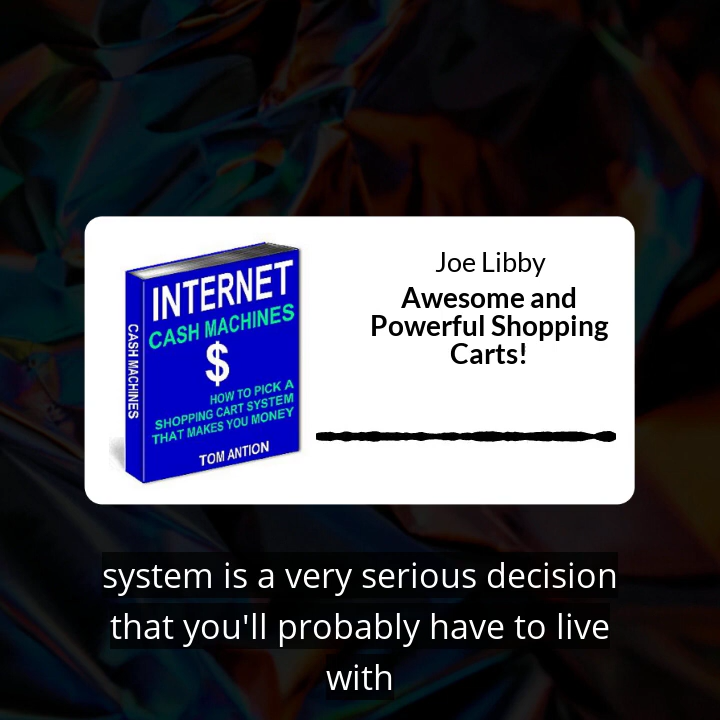 INTERNET
CASH MACHINES
$
HOW TO PICK A
SHOPPING CART SYSTEM
THAT MAKES YOU MONEY
TOM ANTION
CASH MACHINES
Joe Libby
Awesome and
Powerful Shopping
Carts!
system is a very serious decision
that you'll probably have to live
with